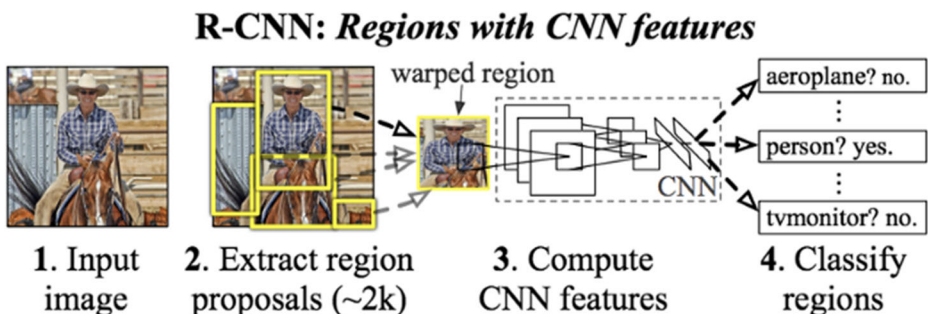 R-CNN: Regions with CNN features
warped region
aeroplane? no.
person? yes.
tvmonitor? no.
CNN
1. Input
image
2. Extract region
proposals (~2k)
3. Compute
CNN features
4. Classify
regions